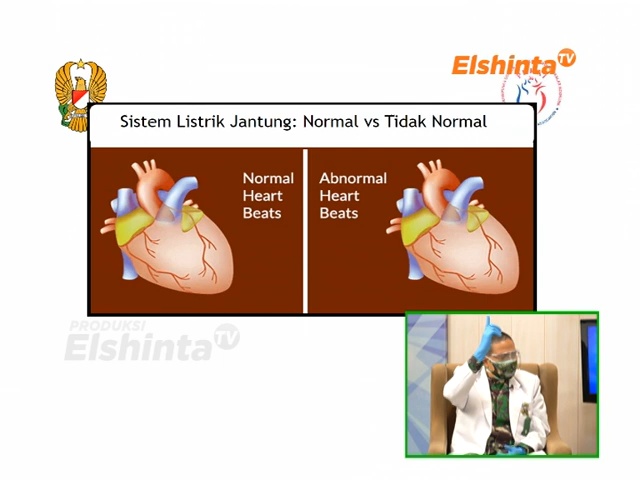 Elshinta TV
Sistem Listrik Jantung: Normal vs Tidak Normal
Normal
Heart
Beats
Abnormal
Heart
Beats
PRODUKSI
Elshinta TV